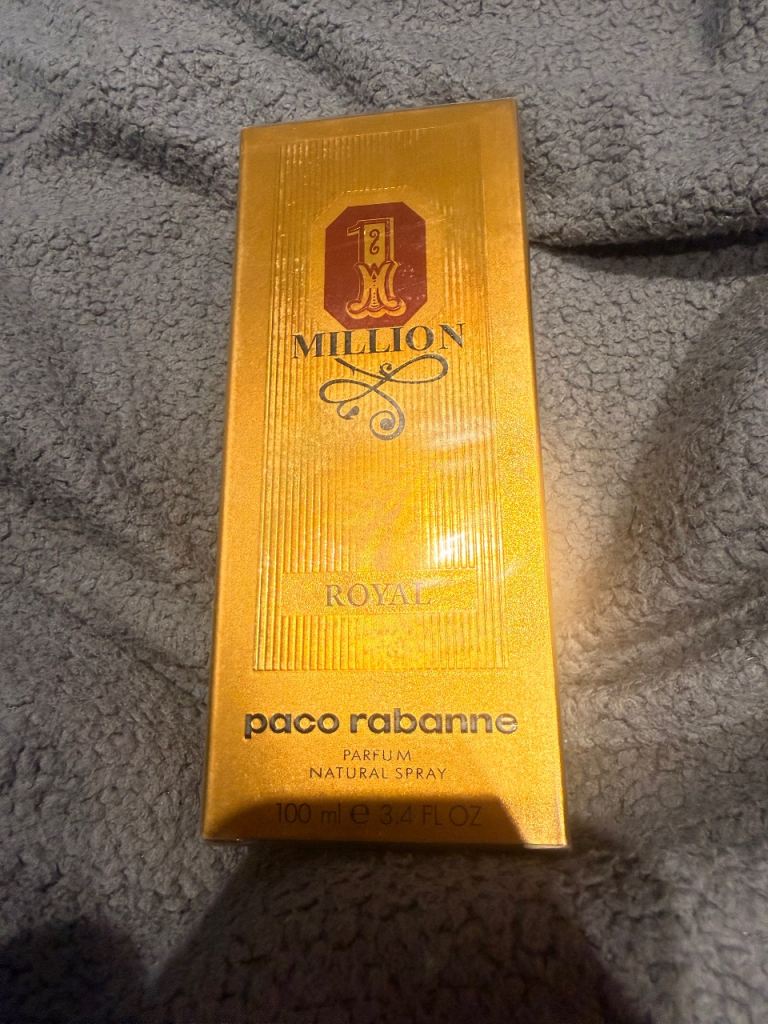 1
MILLION
ROYAL
paco rabanne
PARFUM
NATURAL SPRAY
100 ml e 3.4 FL OZ